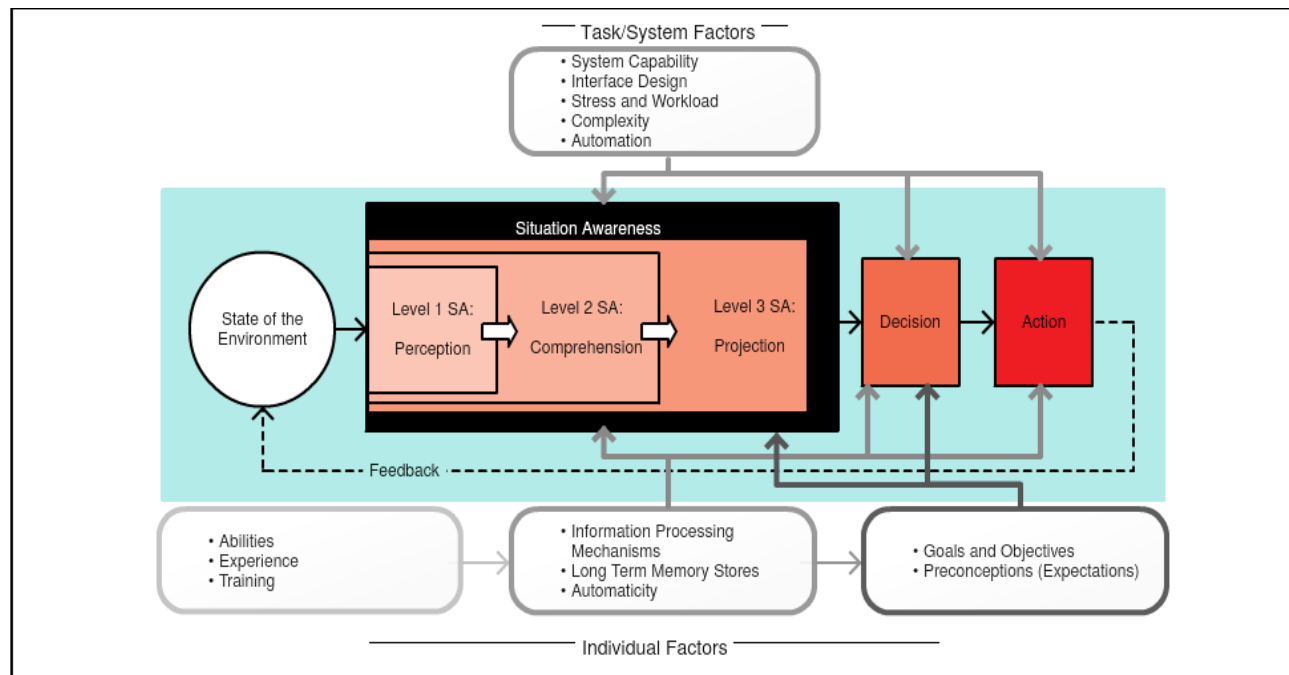 Task/System Factors
• System Capability
• Interface Design
• Stress and Workload
• Complexity
• Automation
Situation Awareness
State of the
Environment
Level 1 SA:
Perception
Level 2 SA:
Comprehension
Level 3 SA:
Projection
Decision
Action
Feedback
• Abilities
• Experience
• Training
• Information Processing
Mechanisms
• Long Term Memory Stores
• Automaticity
• Goals and Objectives
• Preconceptions (Expectations)
Individual Factors